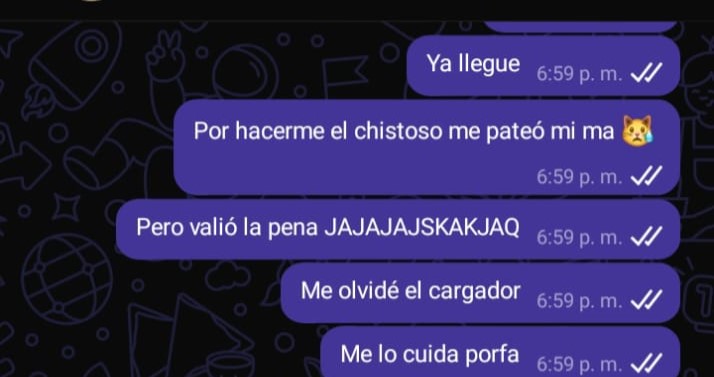 Ya llegue 6:59 p. m.
Por hacerme el chistoso me pateó mi ma 😿
6:59 p. m.
Pero valió la pena JAJAJAJSKAKJAQ 6:59 p. m.
Me olvidé el cargador 6:59 p. m.
Me lo cuida porfa 6:59 p. m.